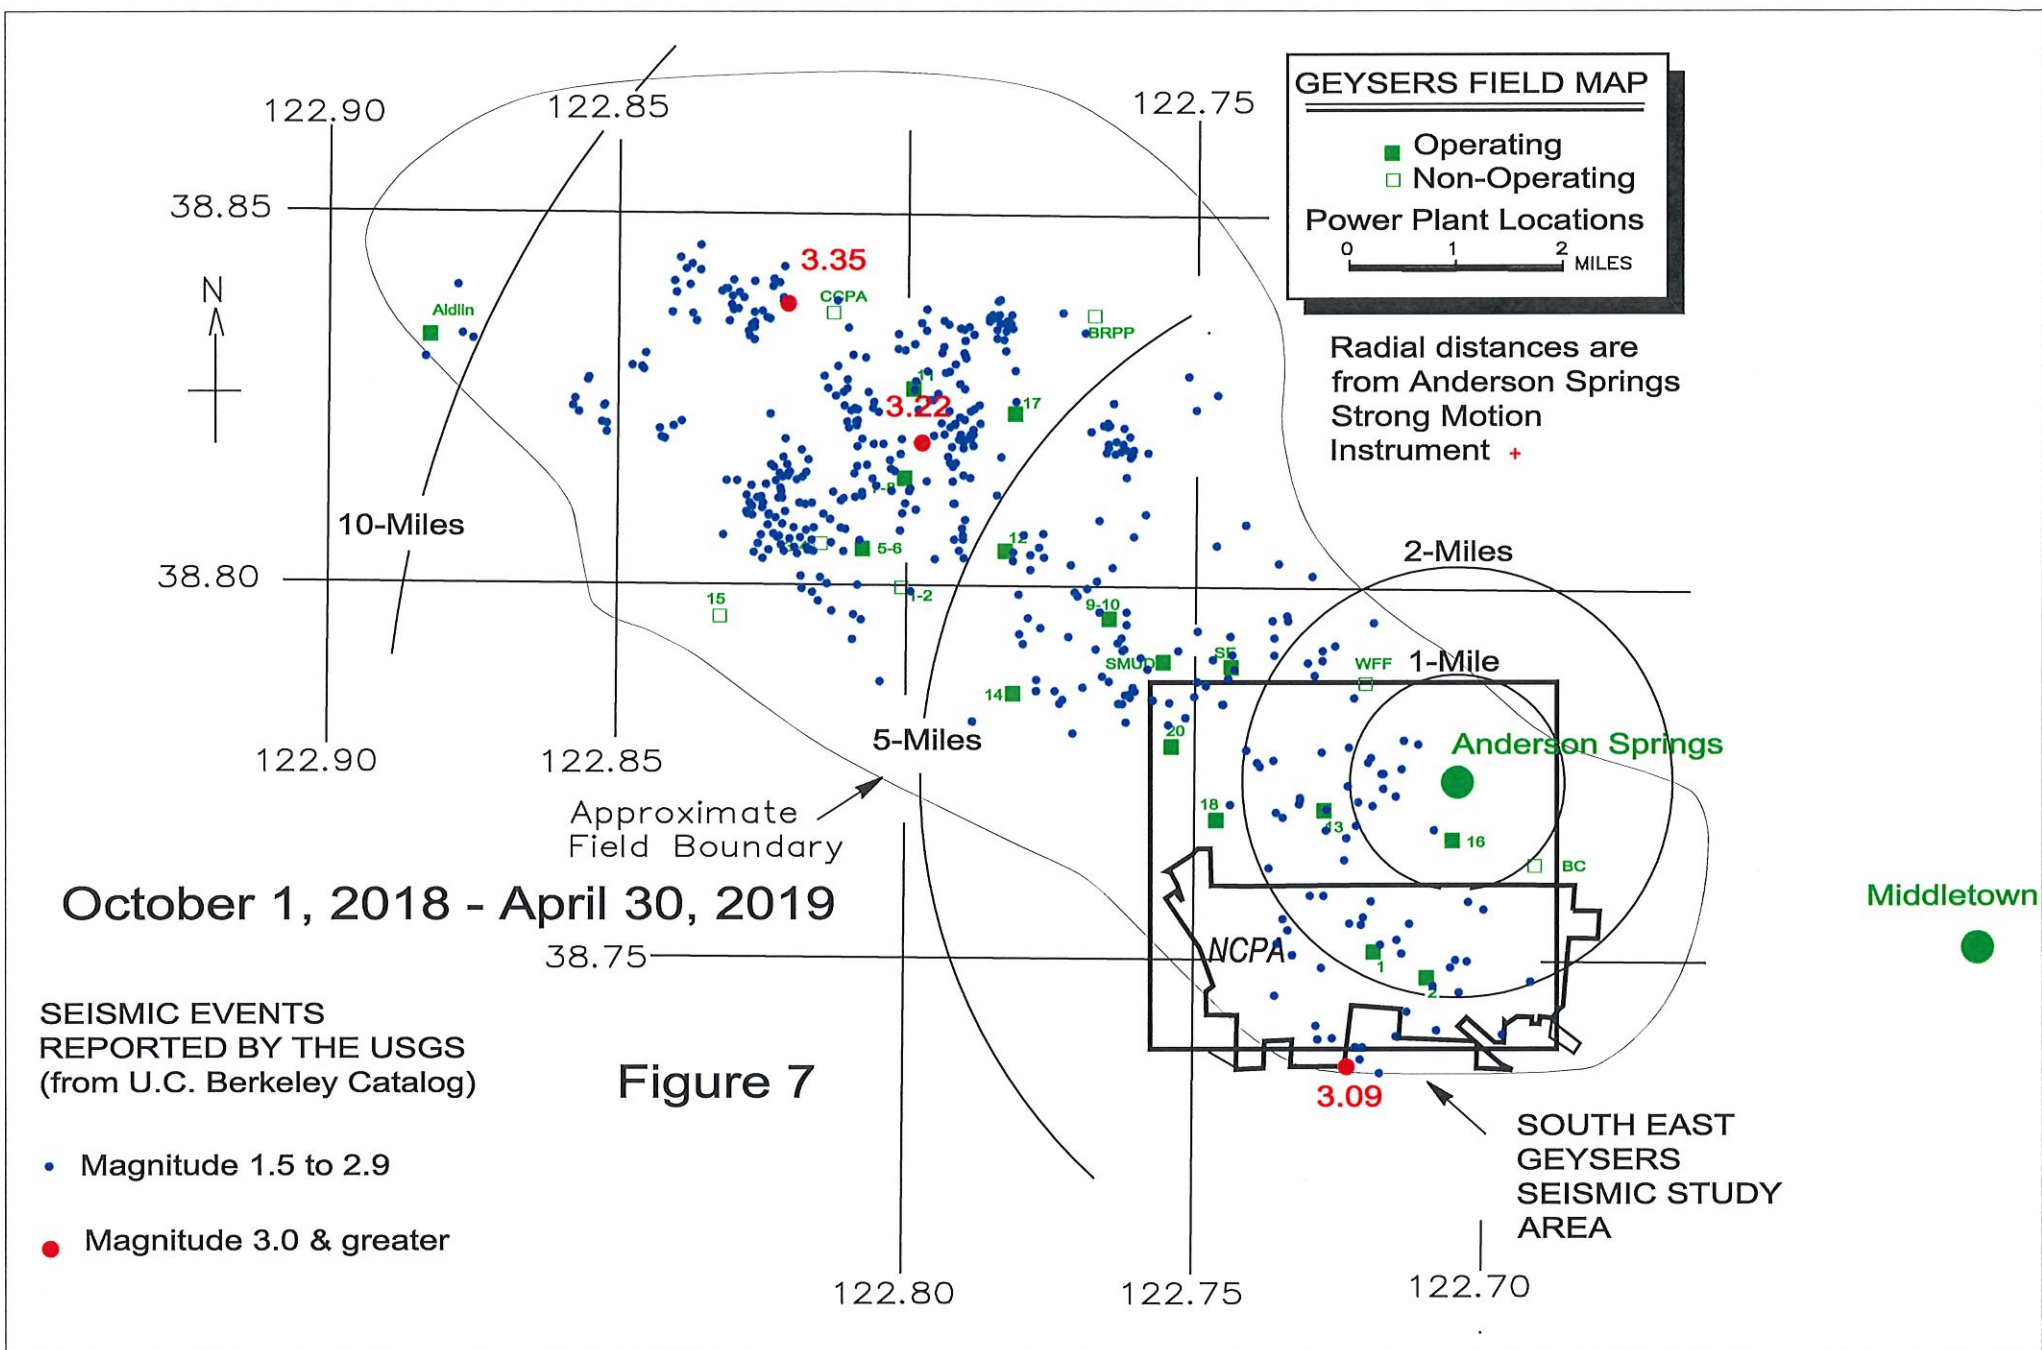 122.90
122.85
122.75
GEYSERS FIELD MAP
Operating
Non-Operating
Power Plant Locations
0 1 2
MILES
38.85
N
3.35
CCPA
Aldlin
BRPP
Radial distances are
from Anderson Springs
Strong Motion
Instrument +
11
3.22
17
7-8
10-Miles
5-6
12
2-Miles
38.80
1-2
15
9-10
SMUD
SF
WFF
1-Mile
14
20
5-Miles
122.90
122.85
Anderson Springs
Approximate
Field Boundary
18
13
16
BC
October 1, 2018 - April 30, 2019
Middletown
38.75
NCPA
1
2
SEISMIC EVENTS
REPORTED BY THE USGS
(from U.C. Berkeley Catalog)
Figure 7
3.09
SOUTH EAST
GEYSERS
SEISMIC STUDY
AREA
Magnitude 1.5 to 2.9
Magnitude 3.0 & greater
122.80
122.75
122.70